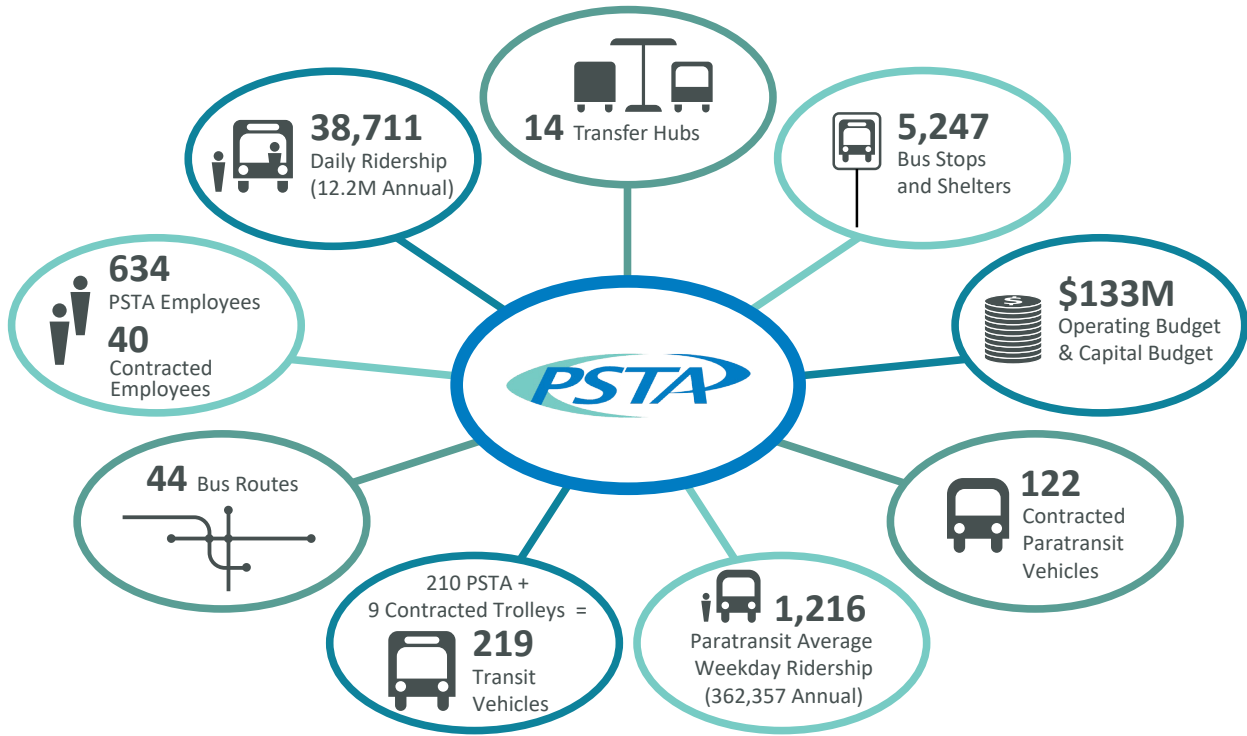 14 Transfer Hubs
38,711
Daily Ridership
(12.2M Annual)
5,247
Bus Stops
and Shelters
634
PSTA Employees
40
Contracted
Employees
$
$133M
Operating Budget
& Capital Budget
PSTA
44 Bus Routes
122
Contracted
Paratransit
Vehicles
210 PSTA +
9 Contracted Trolleys =
219
Transit
Vehicles
1,216
Paratransit Average
Weekday Ridership
(362,357 Annual)